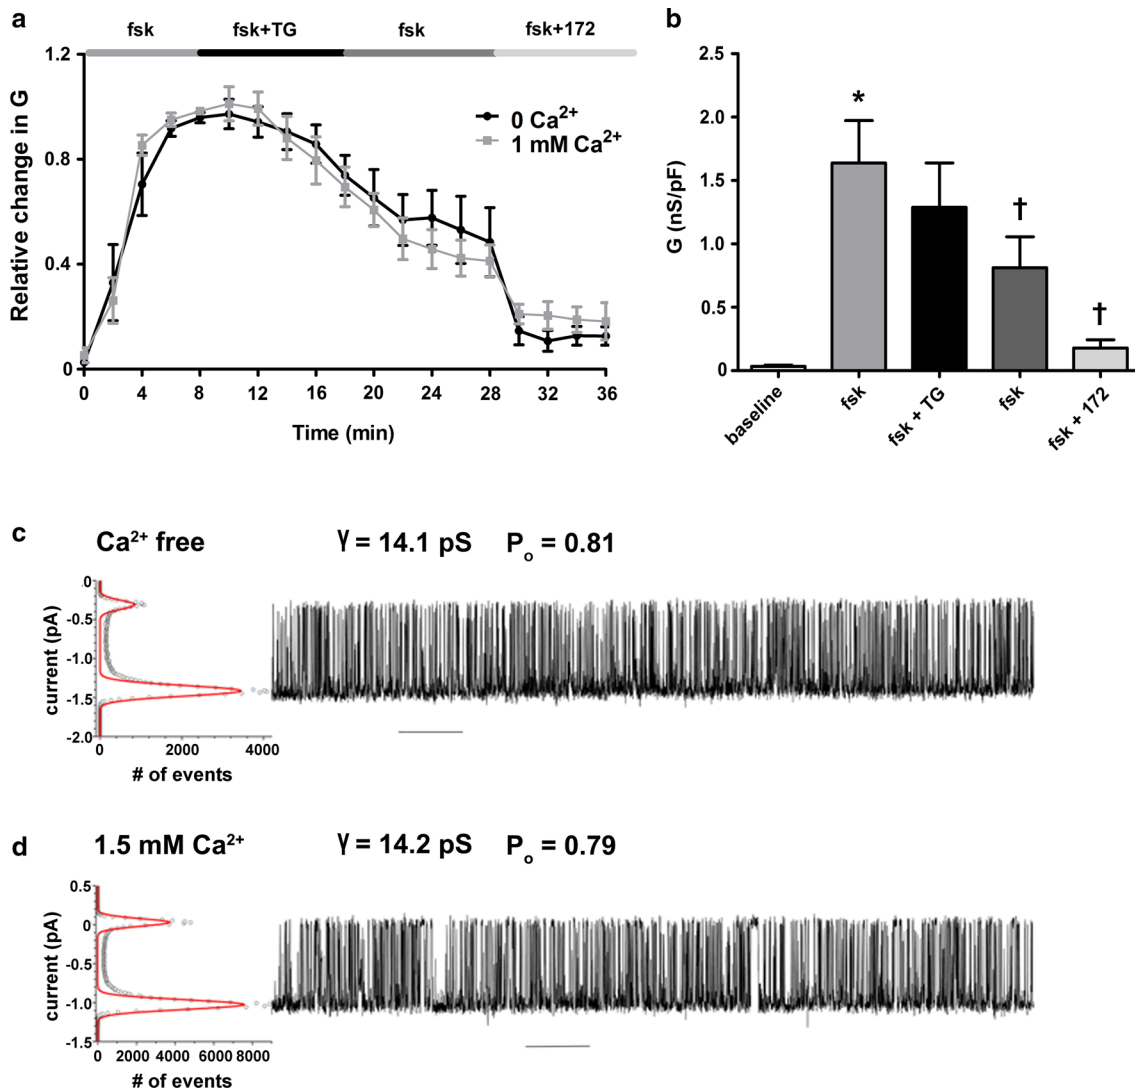 a
fsk fsk+TG fsk fsk+172
1.2
0.8
0.4
0
0 4 8 12 16 20 24 28 32 36
Relative change in G
Time (min)
0 Ca²⁺
1 mM Ca²⁺
b
2.5
2.0
1.5
1.0
0.5
0
G (nS/pF)
*
†
†
baseline fsk fsk + TG fsk fsk + 172
c
Ca²⁺ free γ = 14.1 pS Pₒ = 0.81
.0
-0.5
-1.0
-1.5
-2.0
current (pA)
0 2000 4000
# of events
d
1.5 mM Ca²⁺ γ = 14.2 pS Pₒ = 0.79
0.5
0
-0.5
-1.0
-1.5
current (pA)
0 2000 4000 6000 8000
# of events